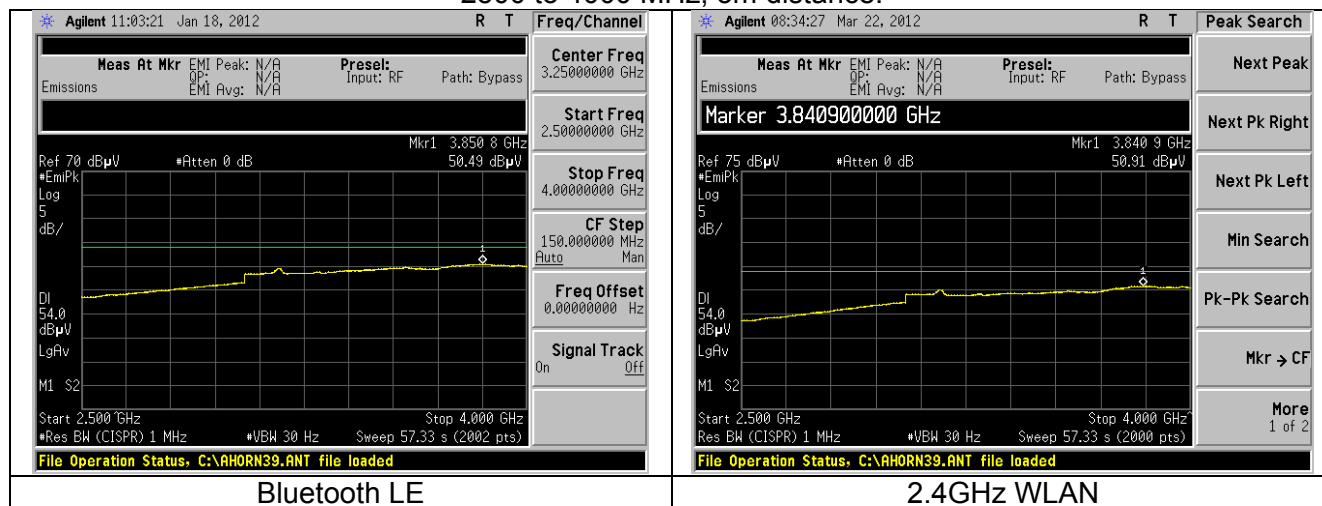 2500 to 4000 MHz, 3m distance.
Agilent 11:03:21 Jan 18, 2012 R T
Freq/Channel
Meas At Mkr EMI Peak: N/A
QP: N/A
EMI Avg: N/A
Presel:
Input: RF Path: Bypass
Emissions
Mkr1 3.850 8 GHz
50.49 dBµV
Ref 70 dBµV #Atten 0 dB
#EmiPk
Log
5
dB/
1
DI
54.0
dBµV
LgAv
M1 S2
Start 2.500 GHz Stop 4.000 GHz
#Res BW (CISPR) 1 MHz #VBW 30 Hz Sweep 57.33 s (2002 pts)
File Operation Status, C:\AHORN39.ANT file loaded
Center Freq
3.25000000 GHz
Start Freq
2.50000000 GHz
Stop Freq
4.00000000 GHz
CF Step
150.000000 MHz
Auto Man
Freq Offset
0.00000000 Hz
Signal Track
On Off
Bluetooth LE
Agilent 08:34:27 Mar 22, 2012 R T
Peak Search
Meas At Mkr EMI Peak: N/A
QP: N/A
EMI Avg: N/A
Presel:
Input: RF Path: Bypass
Emissions
Marker 3.840900000 GHz
Mkr1 3.840 9 GHz
50.91 dBµV
Ref 75 dBµV #Atten 0 dB
#EmiPk
Log
5
dB/
1
DI
54.0
dBµV
LgAv
M1 S2
Start 2.500 GHz Stop 4.000 GHz^
Res BW (CISPR) 1 MHz #VBW 30 Hz Sweep 57.33 s (2000 pts)
File Operation Status, C:\AHORN39.ANT file loaded
Next Peak
Next Pk Right
Next Pk Left
Min Search
Pk-Pk Search
Mkr → CF
More
1 of 2
2.4GHz WLAN